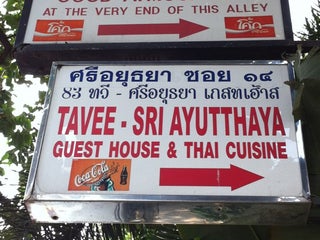 AT THE VERY END OF THIS ALLEY
โค้ก โค้ก
ศรีอยุธยา ซอย ๑๔
๘๓ ทวี - ศรีอยุธยา เกสทเฮ้าส
TAVEE - SRI AYUTTHAYA
GUEST HOUSE & THAI CUISINE
Coca-Cola